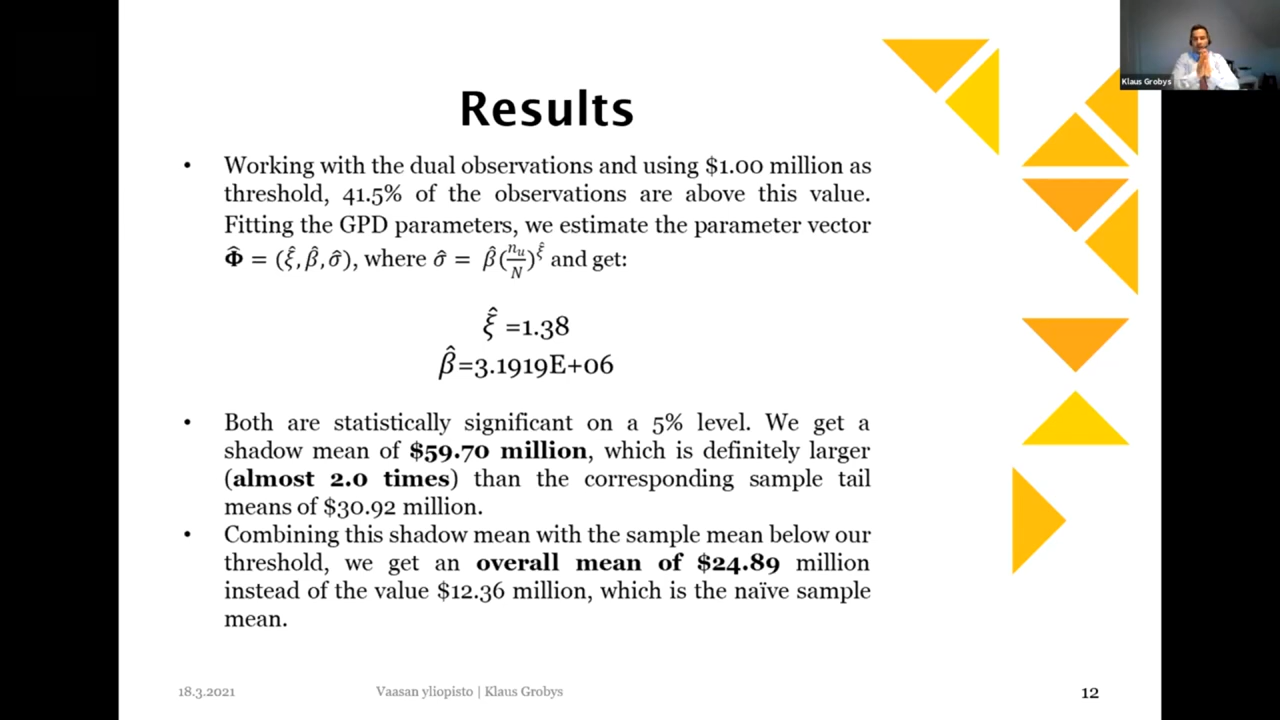 Klaus Grobys
Results
• Working with the dual observations and using $1.00 million as
threshold, 41.5% of the observations are above this value.
Fitting the GPD parameters, we estimate the parameter vector
Φ̂ = (ξ̂, β̂, σ̂), where σ̂ = β̂(nᵤ/N)^ξ̂ and get:
ξ̂ =1.38
β̂=3.1919E+06
• Both are statistically significant on a 5% level. We get a
shadow mean of $59.70 million, which is definitely larger
(almost 2.0 times) than the corresponding sample tail
means of $30.92 million.
• Combining this shadow mean with the sample mean below our
threshold, we get an overall mean of $24.89 million
instead of the value $12.36 million, which is the naïve sample
mean.
18.3.2021
Vaasan yliopisto | Klaus Grobys
12